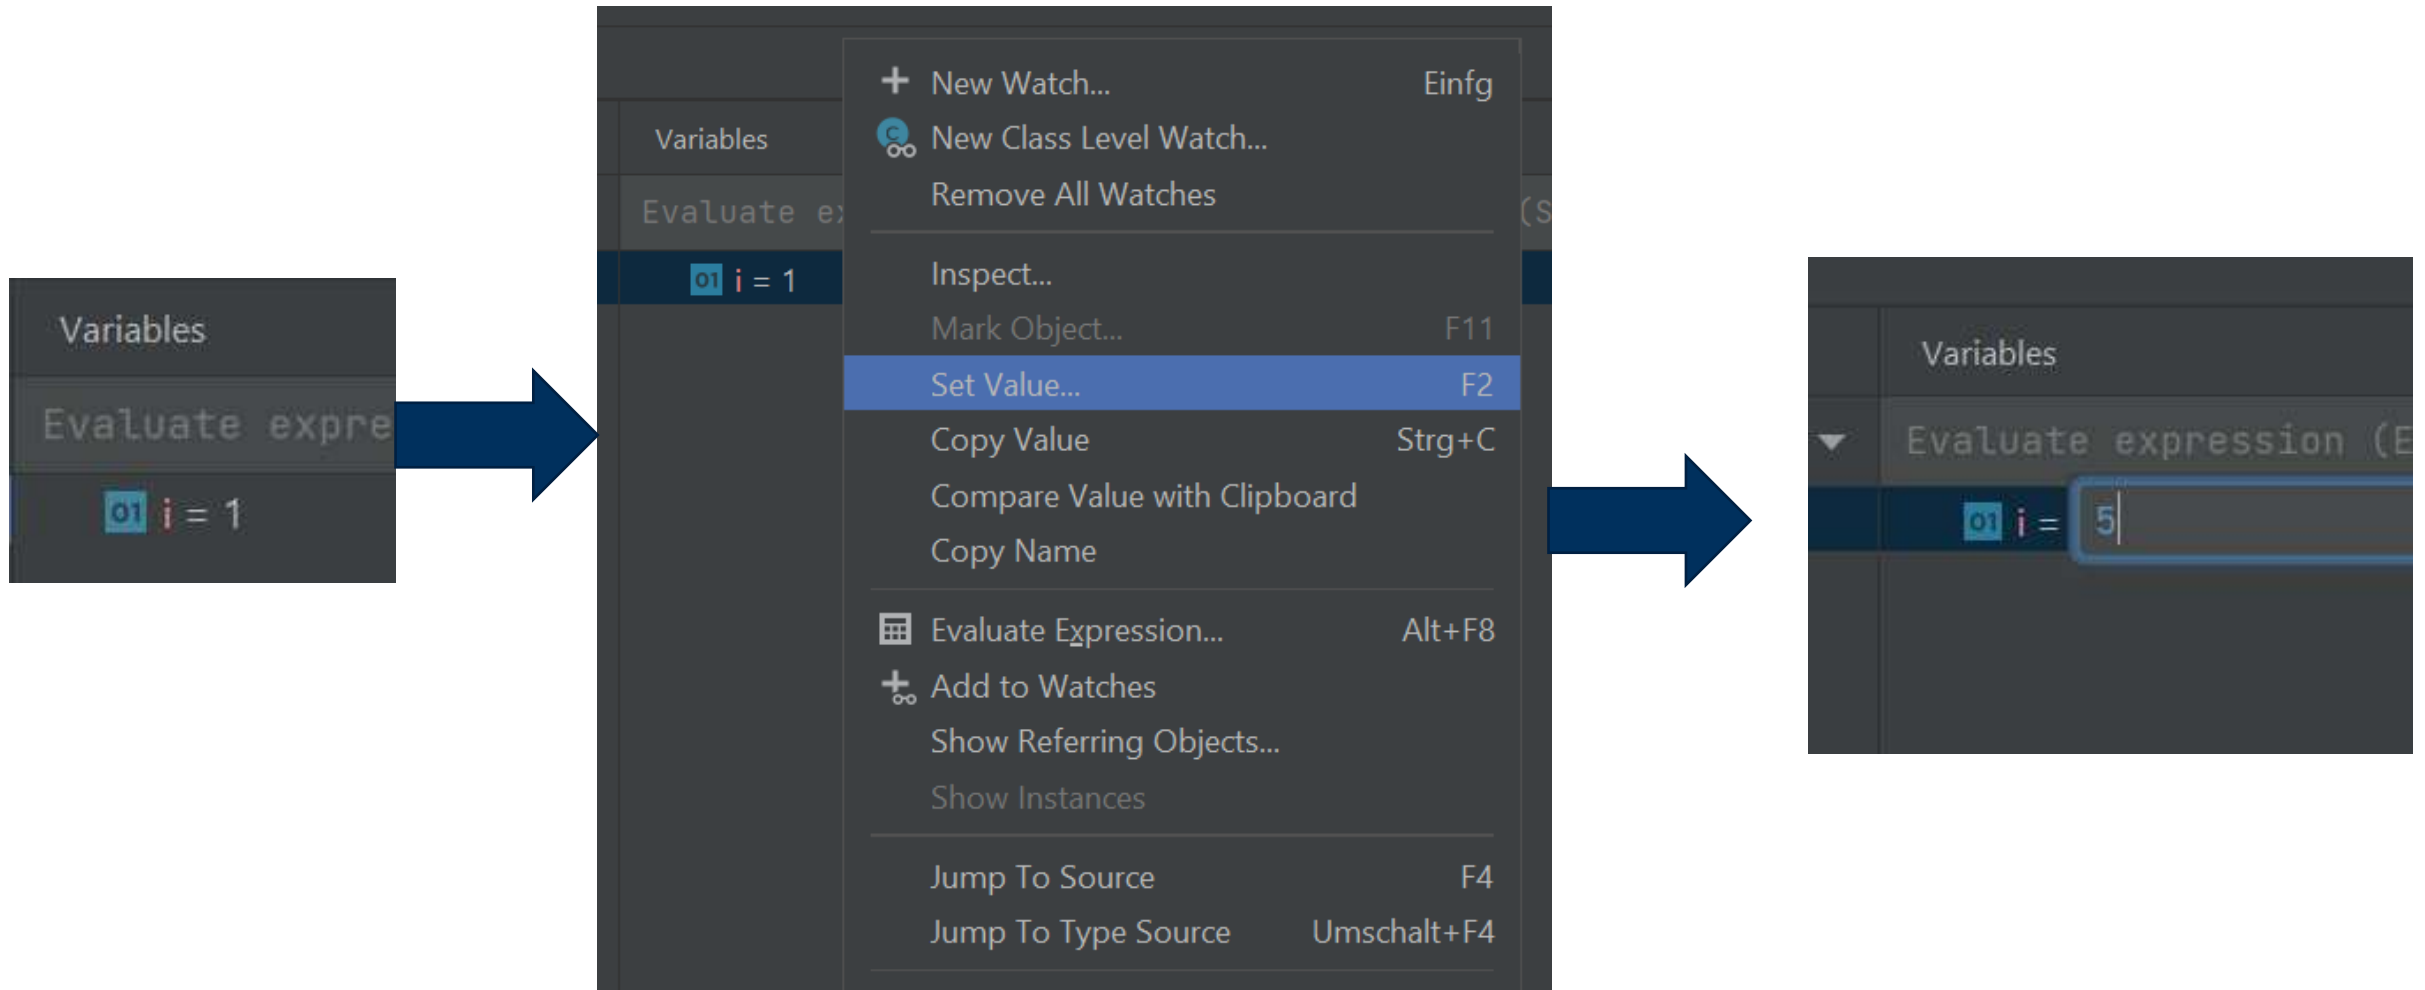 Variables
Evaluate expre
01 i = 1
Variables
Evaluate ex
(S
01 i = 1
New Watch... Einfg
New Class Level Watch...
Remove All Watches
Inspect...
Mark Object... F11
Set Value... F2
Copy Value Strg+C
Compare Value with Clipboard
Copy Name
Evaluate Expression... Alt+F8
Add to Watches
Show Referring Objects...
Show Instances
Jump To Source F4
Jump To Type Source Umschalt+F4
Variables
Evaluate expression (E
01 i = 5